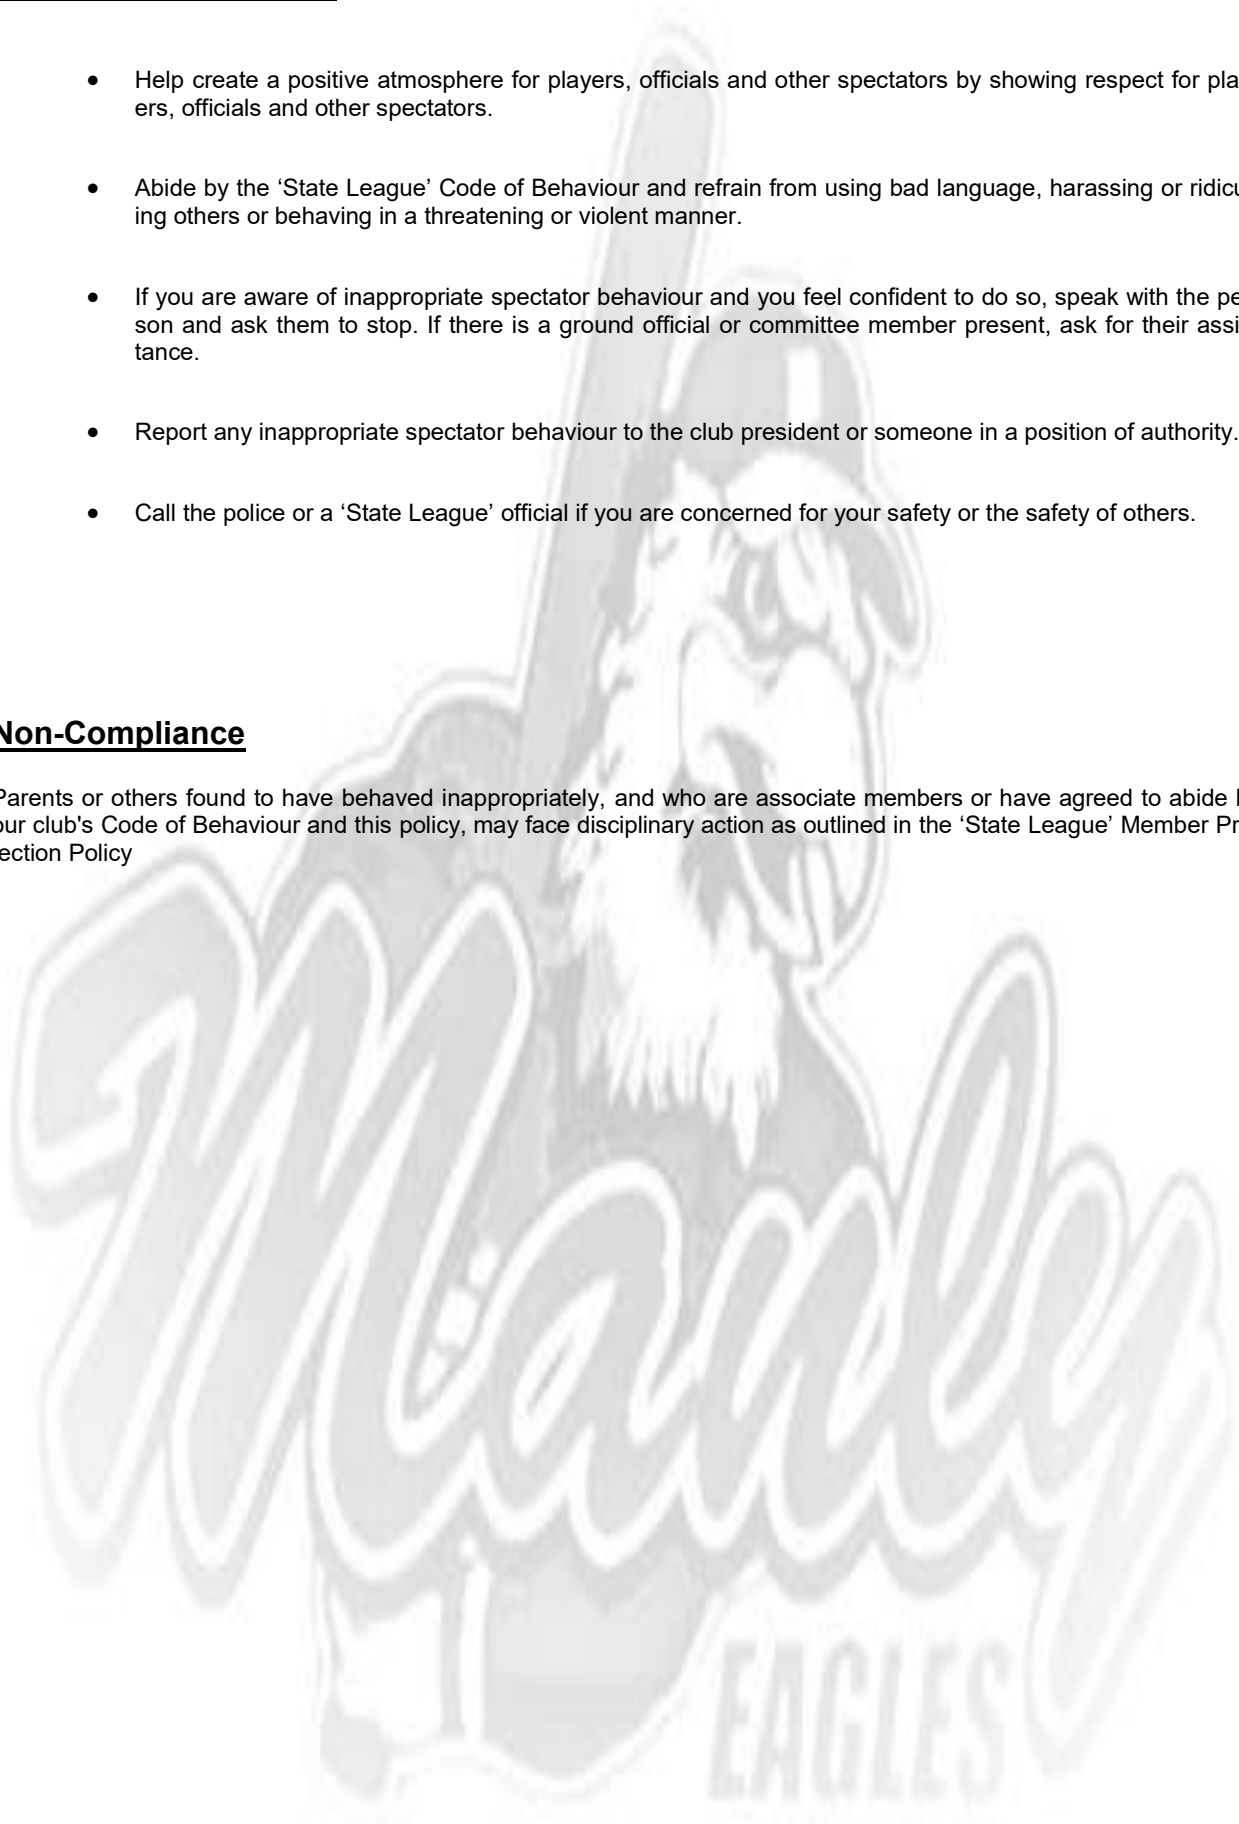 • Help create a positive atmosphere for players, officials and other spectators by showing respect for pla
ers, officials and other spectators.
• Abide by the ‘State League’ Code of Behaviour and refrain from using bad language, harassing or ridicu
ing others or behaving in a threatening or violent manner.
• If you are aware of inappropriate spectator behaviour and you feel confident to do so, speak with the pe
son and ask them to stop. If there is a ground official or committee member present, ask for their assi
tance.
• Report any inappropriate spectator behaviour to the club president or someone in a position of authority.
• Call the police or a ‘State League’ official if you are concerned for your safety or the safety of others.
Non-Compliance
Parents or others found to have behaved inappropriately, and who are associate members or have agreed to abide
our club's Code of Behaviour and this policy, may face disciplinary action as outlined in the ‘State League’ Member Pr
ection Policy
Manly
EAGLES